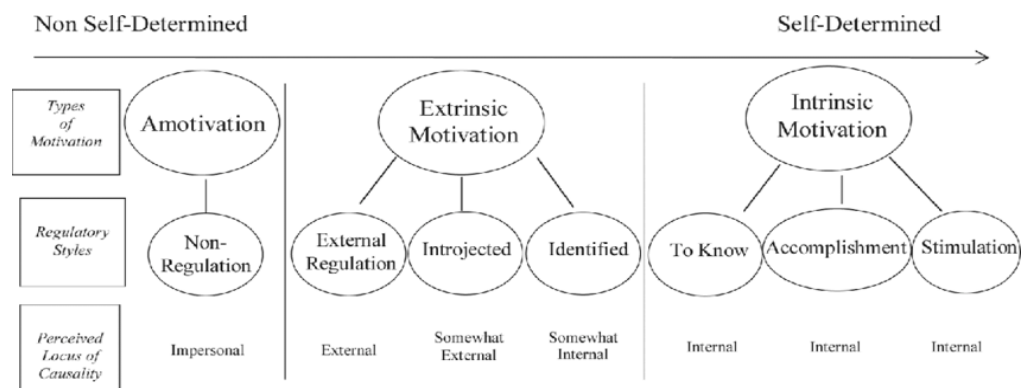 Non Self-Determined
Self-Determined
Types
of
Motivation
Amotivation
Extrinsic
Motivation
Intrinsic
Motivation
Regulatory
Styles
Non-
Regulation
External
Regulation
Introjected
Identified
To Know
Accomplishment
Stimulation
Perceived
Locus of
Causality
Impersonal
External
Somewhat
External
Somewhat
Internal
Internal
Internal
Internal